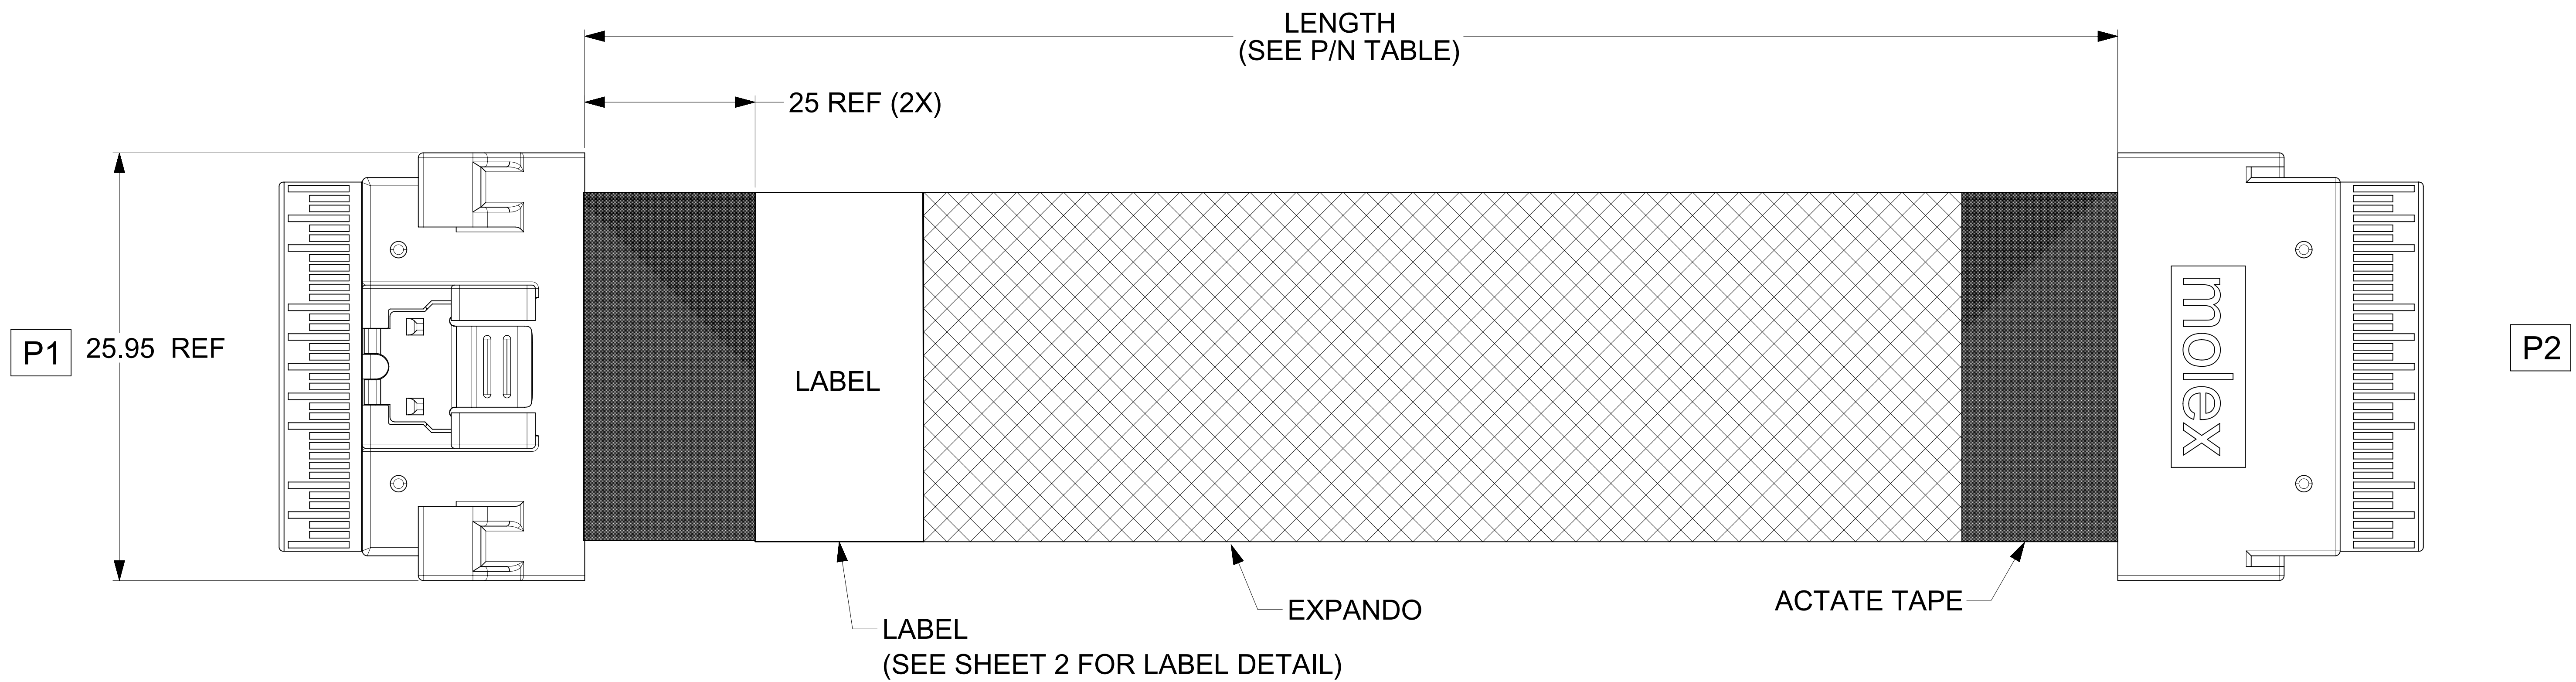 LENGTH
(SEE P/N TABLE)
25 REF (2X)
P1
25.95 REF
LABEL
molex
P2
EXPANDO
ACTATE TAPE
LABEL
(SEE SHEET 2 FOR LABEL DETAIL)